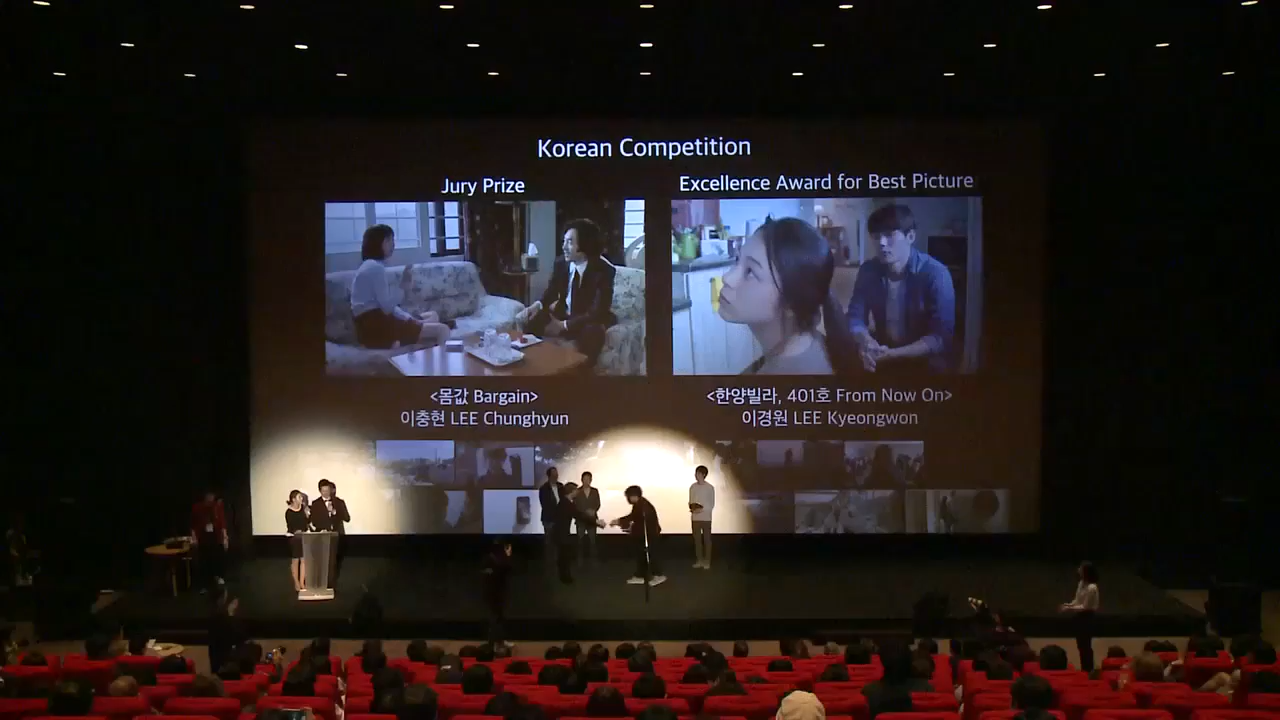 Korean Competition
Jury Prize
Excellence Award for Best Picture
<몸값 Bargain>
이충현 LEE Chunghyun
<한양빌라, 401호 From Now On>
이경원 LEE Kyeongwon